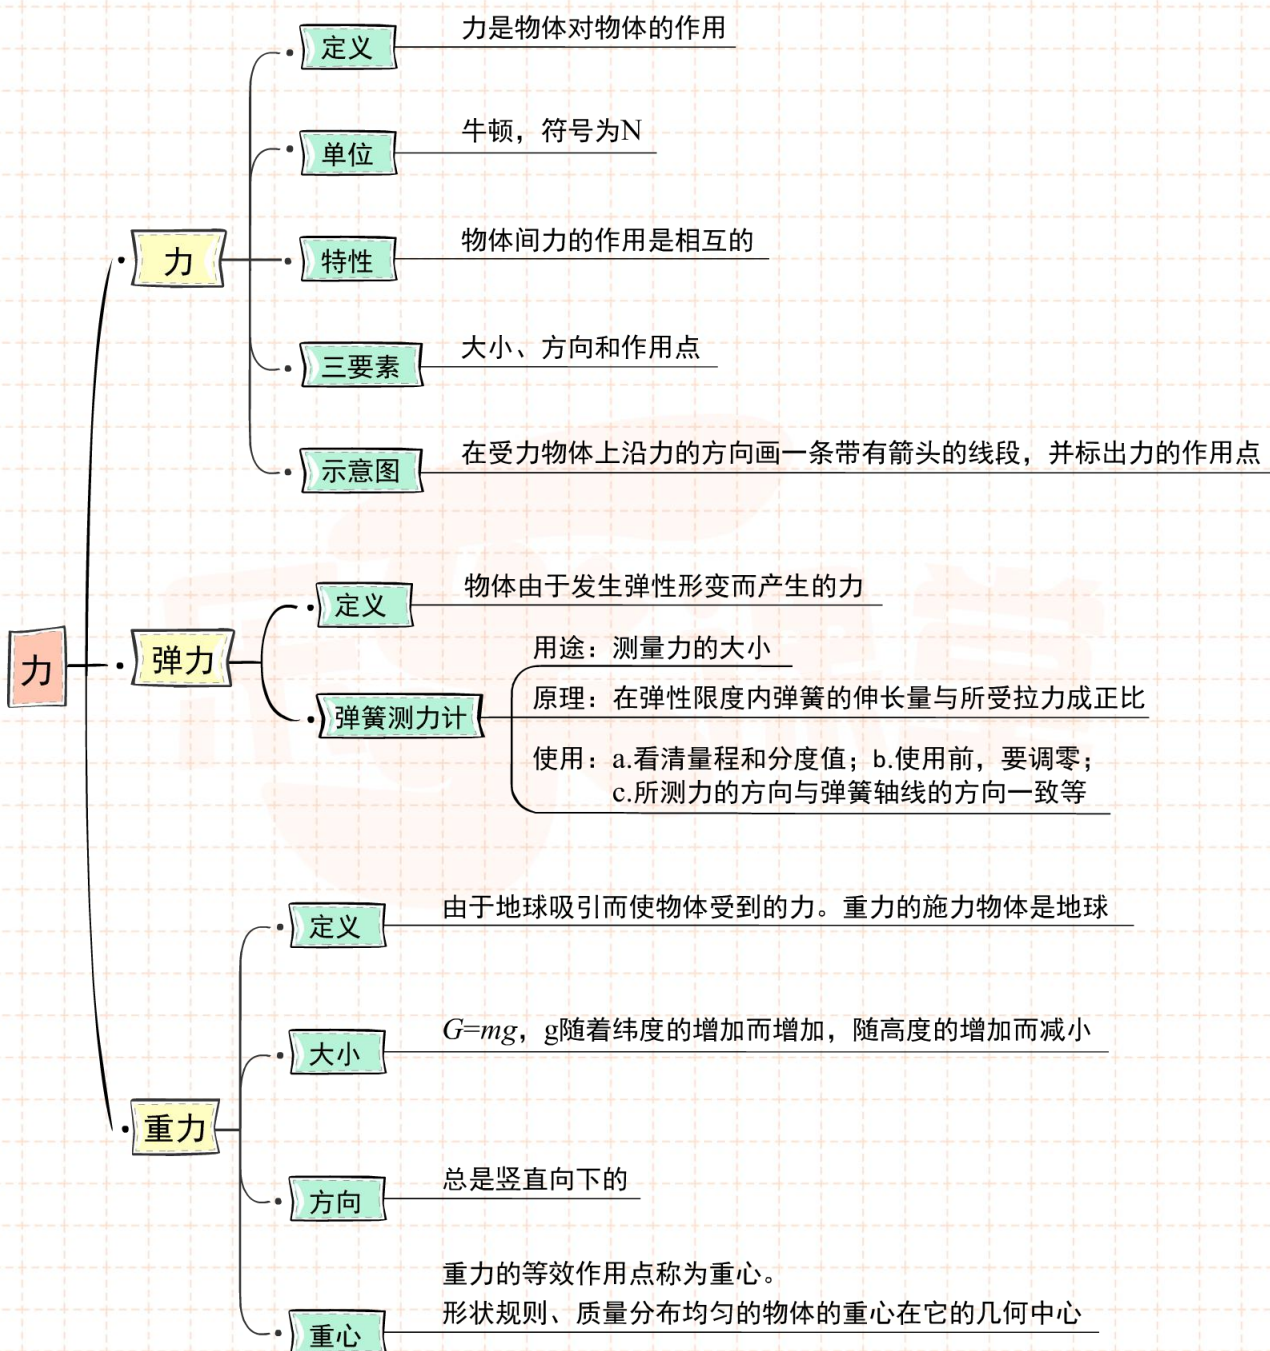 力
力
定义
力是物体对物体的作用
单位
牛顿，符号为N
特性
物体间力的作用是相互的
三要素
大小、方向和作用点
示意图
在受力物体上沿力的方向画一条带有箭头的线段，并标出力的作用点
弹力
定义
物体由于发生弹性形变而产生的力
弹簧测力计
用途：测量力的大小
原理：在弹性限度内弹簧的伸长量与所受拉力成正比
使用：a.看清量程和分度值；b.使用前，要调零；
c.所测力的方向与弹簧轴线的方向一致等
重力
定义
由于地球吸引而使物体受到的力。重力的施力物体是地球
大小
G=mg，g随着纬度的增加而增加，随高度的增加而减小
方向
总是竖直向下的
重心
重力的等效作用点称为重心。
形状规则、质量分布均匀的物体的重心在它的几何中心